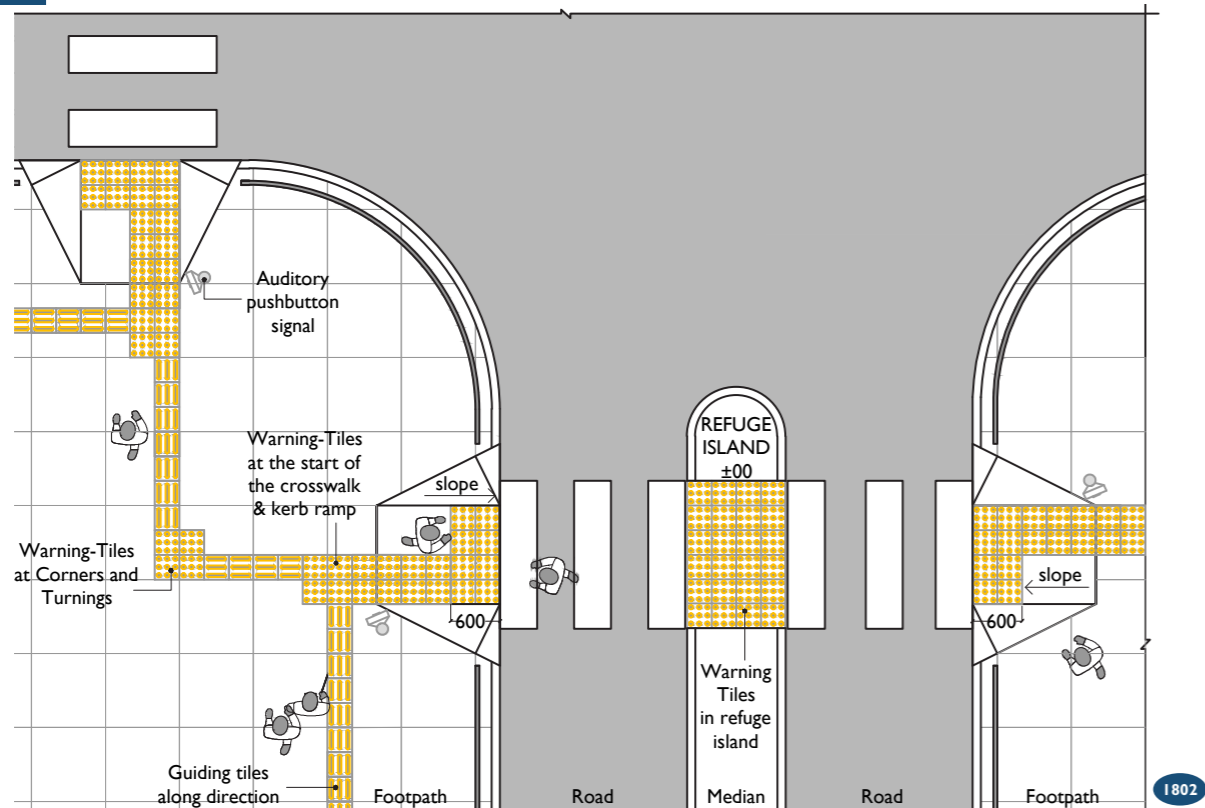 Auditory
pushbutton
signal
Warning-Tiles
at the start of
the crosswalk
& kerb ramp
slope
REFUGE
ISLAND
±00
Warning-Tiles
at Corners and
Turnings
slope
600
600
Warning
Tiles
in refuge
island
Guiding tiles
along direction
Footpath
Road
Median
Road
Footpath
1802